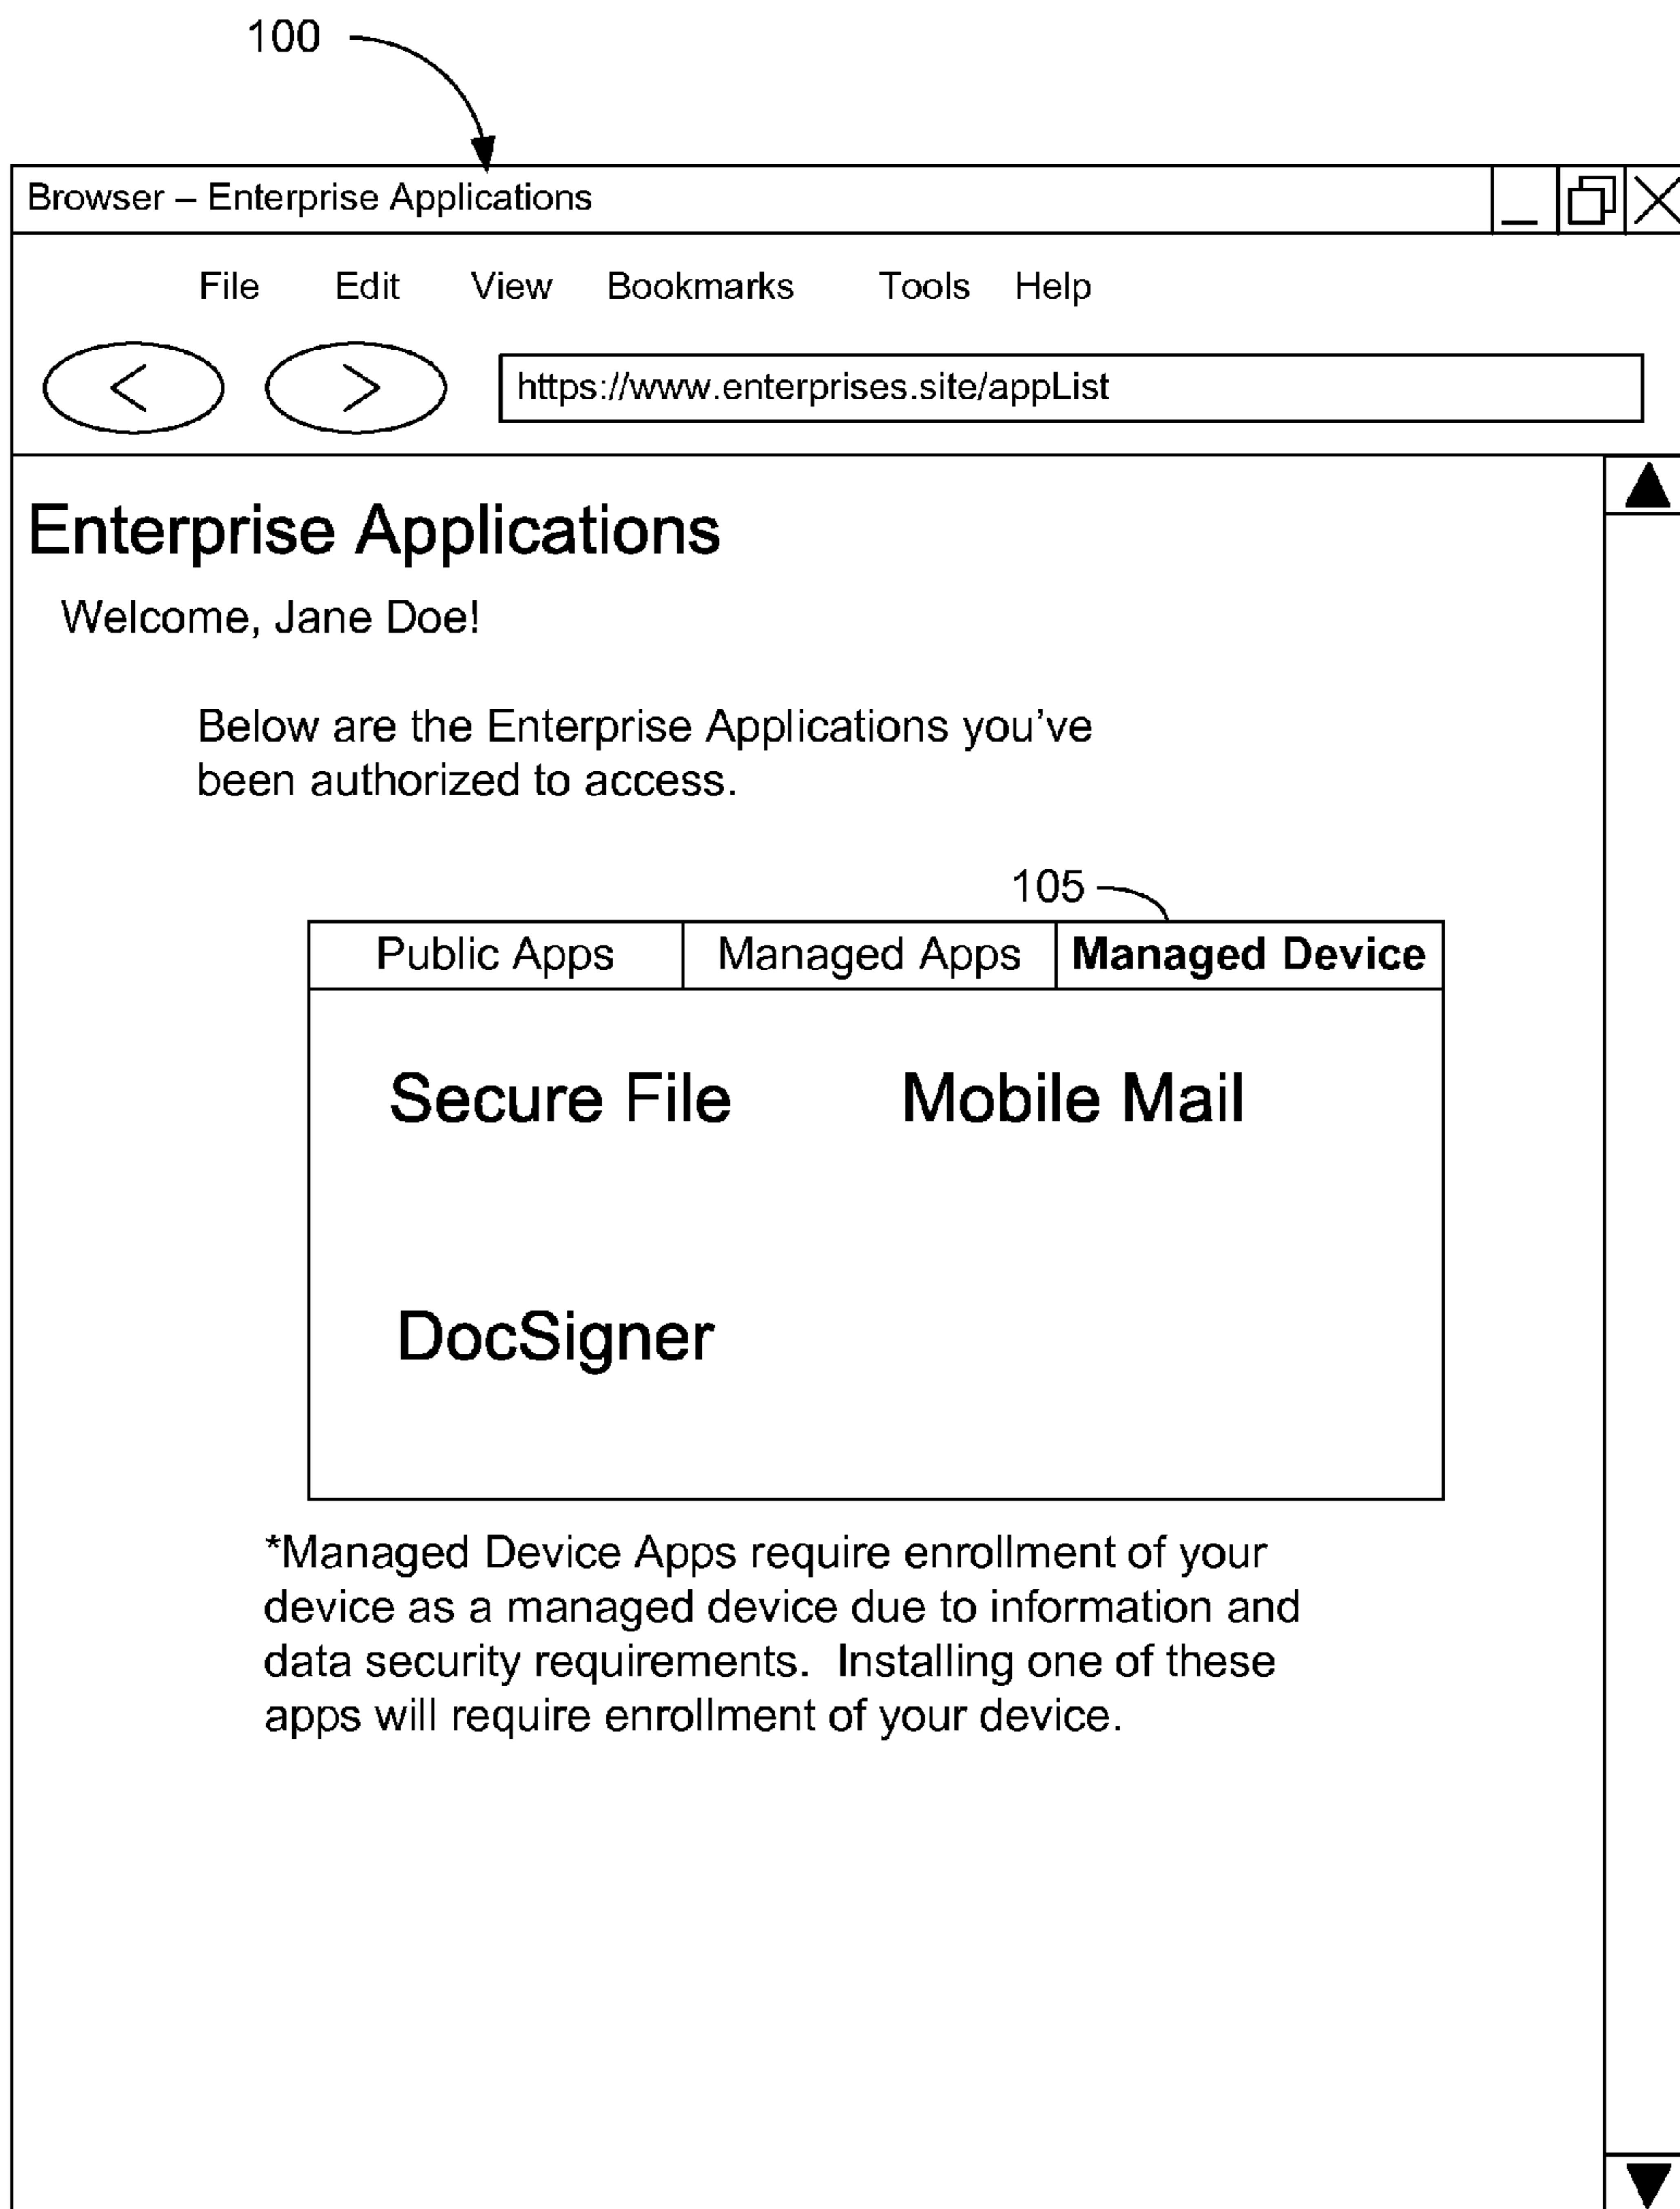 100
Browser – Enterprise Applications
File Edit View Bookmarks Tools Help
< >
https://www.enterprises.site/appList
Enterprise Applications
Welcome, Jane Doe!
Below are the Enterprise Applications you’ve
been authorized to access.
105
Public Apps Managed Apps Managed Device
Secure File Mobile Mail
DocSigner
*Managed Device Apps require enrollment of your
device as a managed device due to information and
data security requirements. Installing one of these
apps will require enrollment of your device.